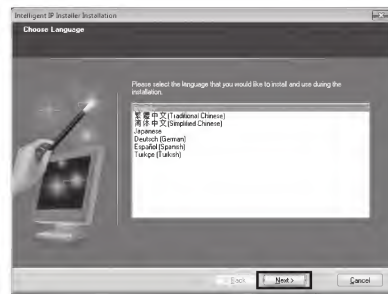 Intelligent IP Installer Installation
Choose Language
Please select the language that you would like to install and use during the
installation.
繁體中文(Traditional Chinese)
简体中文(Simplified Chinese)
Japanese
Deutsch (German)
Español (Spanish)
Turkçe (Turkish)
< Back
Next >
Cancel